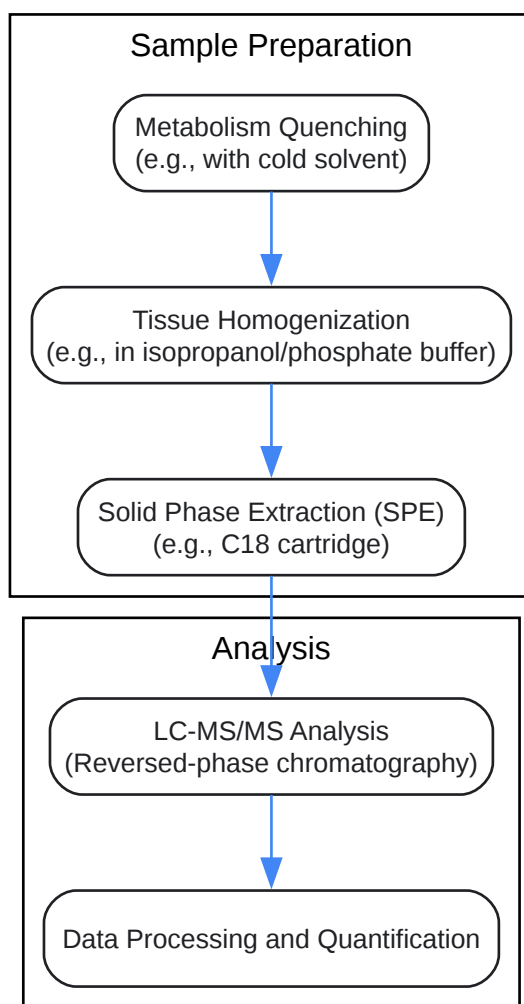 Sample Preparation
Metabolism Quenching
(e.g., with cold solvent)
Tissue Homogenization
(e.g., in isopropanol/phosphate buffer)
Solid Phase Extraction (SPE)
(e.g., C18 cartridge)
Analysis
LC-MS/MS Analysis
(Reversed-phase chromatography)
Data Processing and Quantification